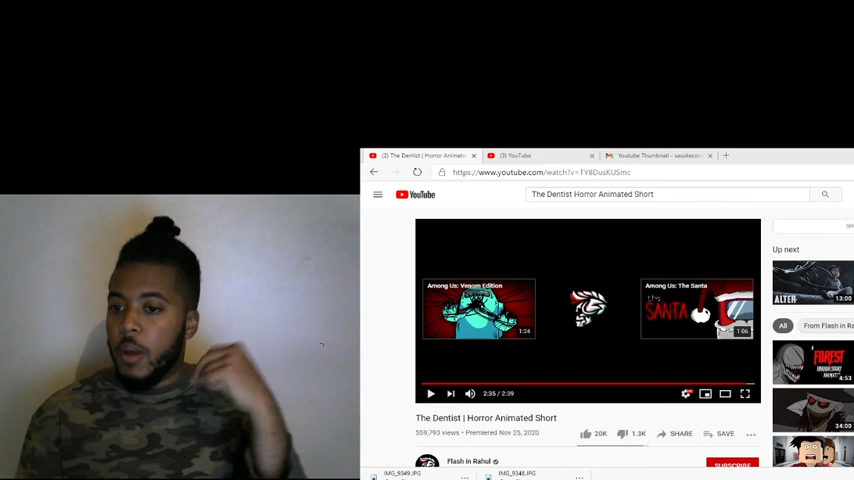 (2) The Dentist | Horror Animate
(3) YouTube
Youtube Thumbnail - sasukeco
https://www.youtube.com/watch?v=TY8DusKUSmc
YouTube
The Dentist Horror Animated Short
Among Us: Venom Edition
1:24
Among Us: The Santa
the
SANTA
1:06
2:35 / 2:39
The Dentist | Horror Animated Short
559,793 views • Premiered Nov 25, 2020
20K
1.3K
SHARE
SAVE
Flash in Rahul
SUBSCRIBE
Up next
ALTER
13:00
All
From Flash in Ra
A
FOREST
4:53
34:00
IMG_9349.JPG
IMG_9348.JPG